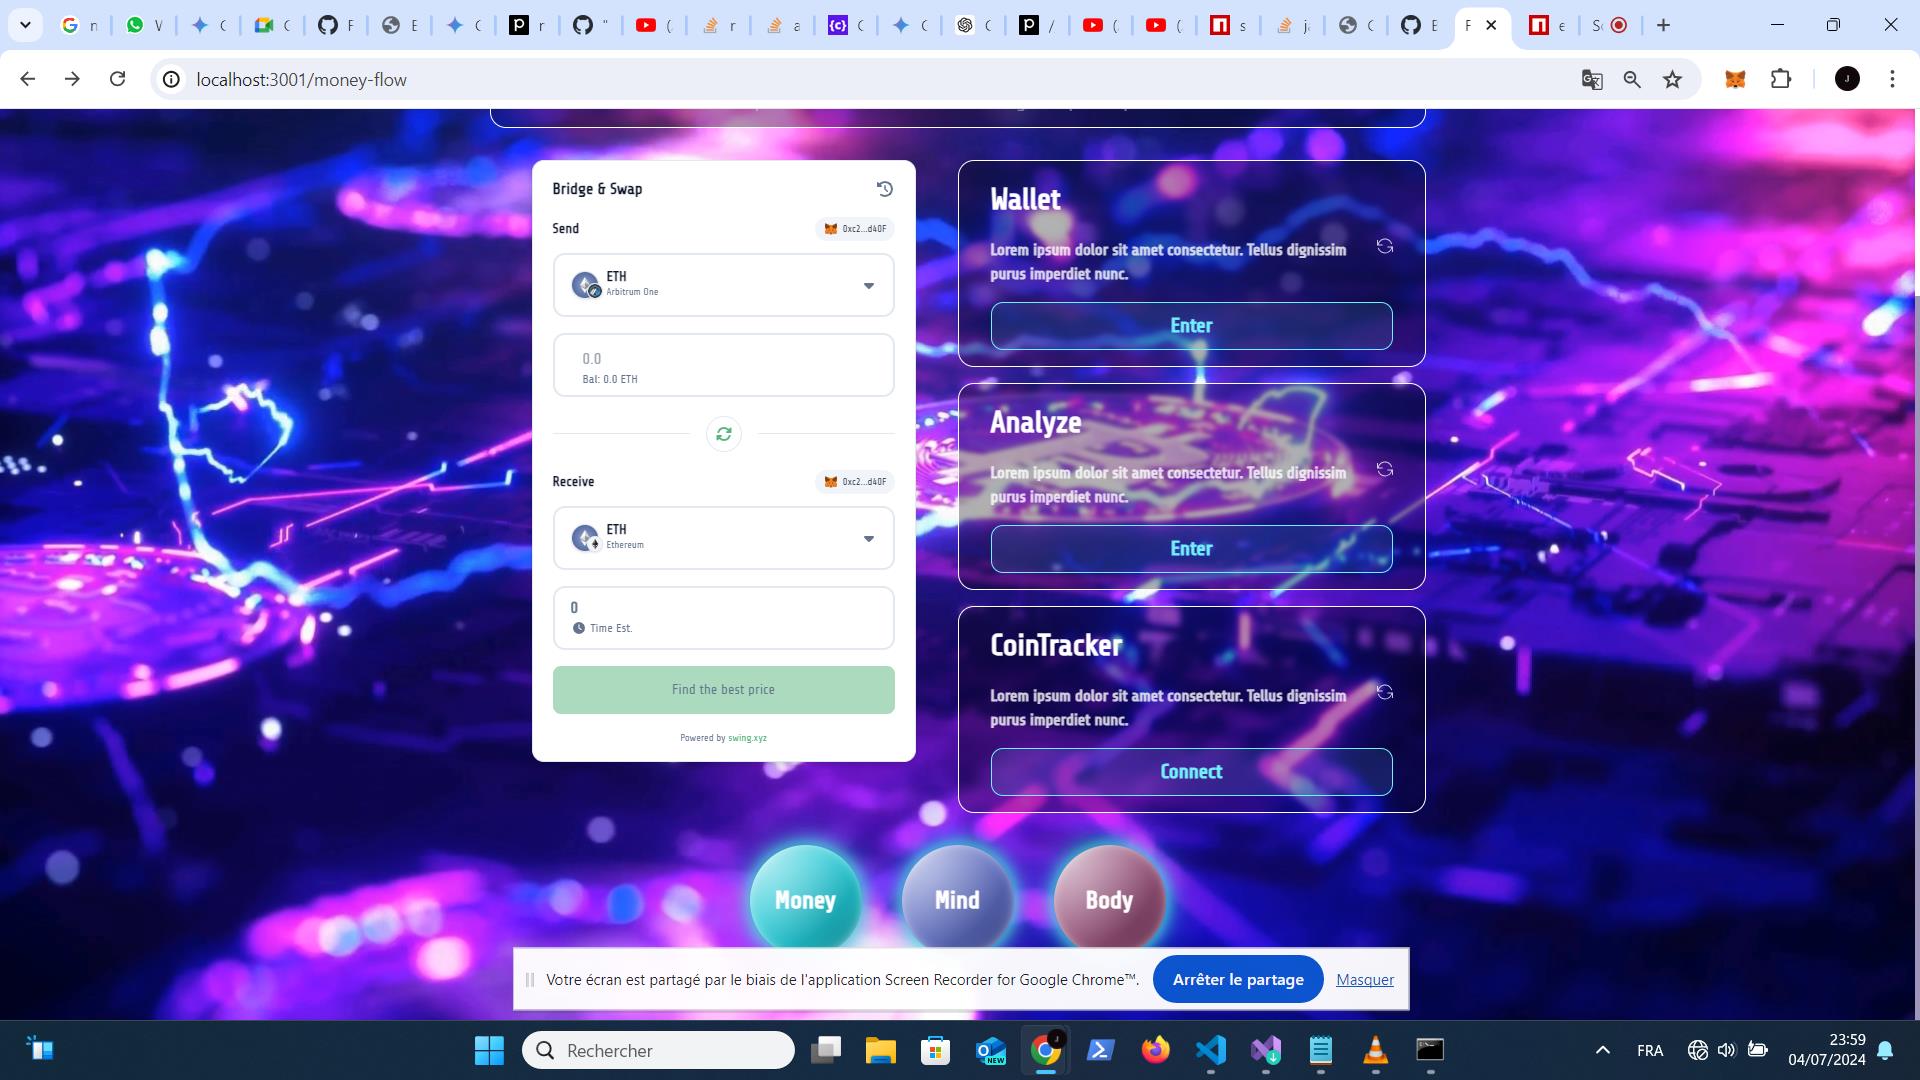 localhost:3001/money-flow
Bridge & Swap
Send
0xc2...d40F
ETH
Arbitrum One
0.0
Bal: 0.0 ETH
Receive
0xc2...d40F
ETH
Ethereum
0
Time Est.
Find the best price
Powered by swing.xyz
Wallet
Lorem ipsum dolor sit amet consectetur. Tellus dignissim
purus imperdiet nunc.
Enter
Analyze
Lorem ipsum dolor sit amet consectetur. Tellus dignissim
purus imperdiet nunc.
Enter
CoinTracker
Lorem ipsum dolor sit amet consectetur. Tellus dignissim
purus imperdiet nunc.
Connect
Money
Mind
Body
Votre écran est partagé par le biais de l'application Screen Recorder for Google Chrome™.
Arrêter le partage
Masquer
Rechercher
NEW
FRA
23:59
04/07/2024